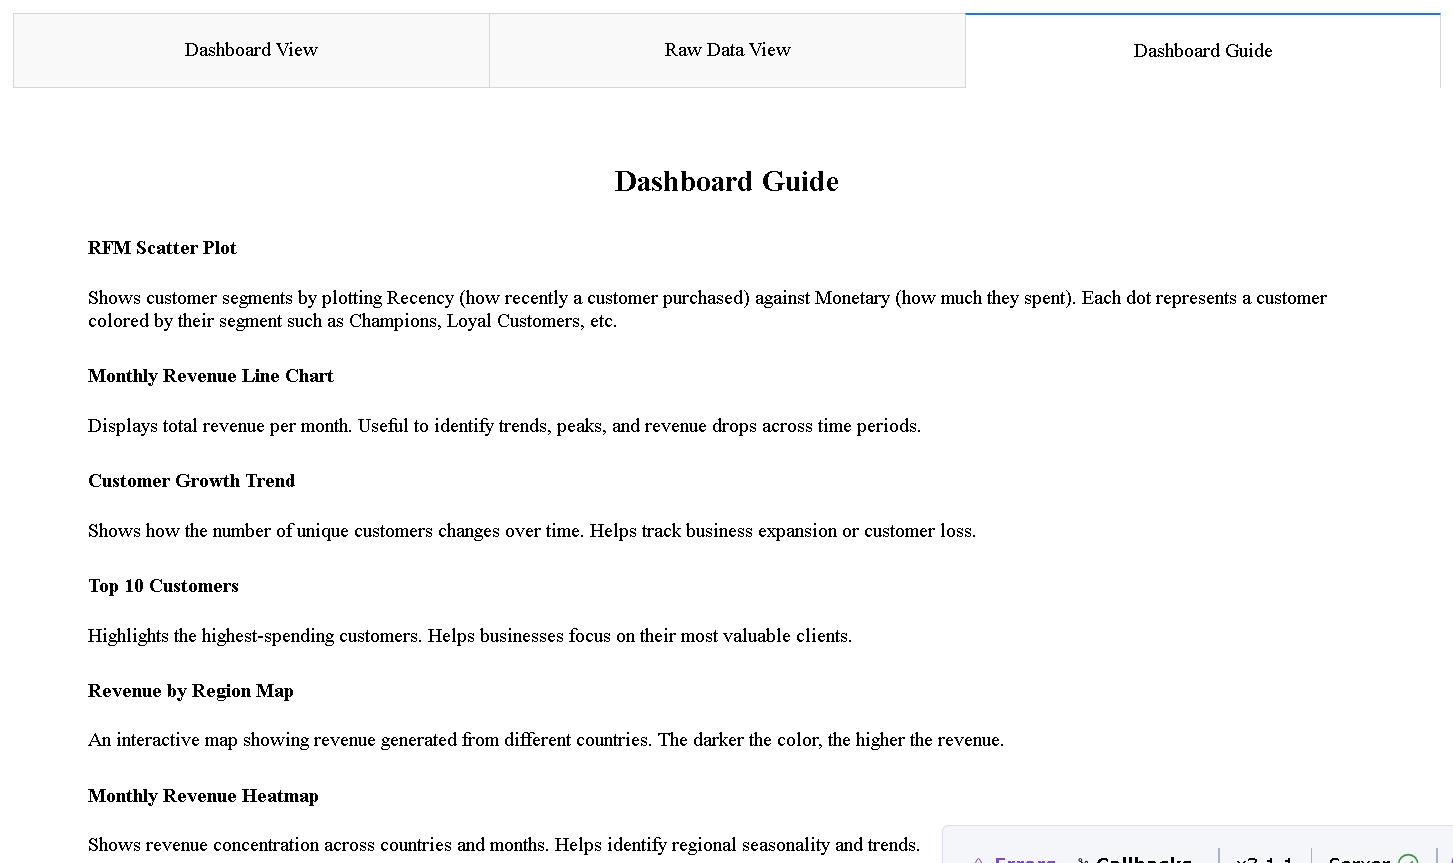 Dashboard View
Raw Data View
Dashboard Guide
Dashboard Guide
RFM Scatter Plot
Shows customer segments by plotting Recency (how recently a customer purchased) against Monetary (how much they spent). Each dot represents a customer
colored by their segment such as Champions, Loyal Customers, etc.
Monthly Revenue Line Chart
Displays total revenue per month. Useful to identify trends, peaks, and revenue drops across time periods.
Customer Growth Trend
Shows how the number of unique customers changes over time. Helps track business expansion or customer loss.
Top 10 Customers
Highlights the highest-spending customers. Helps businesses focus on their most valuable clients.
Revenue by Region Map
An interactive map showing revenue generated from different countries. The darker the color, the higher the revenue.
Monthly Revenue Heatmap
Shows revenue concentration across countries and months. Helps identify regional seasonality and trends.
Errors Callbacks v3.1.1 Server